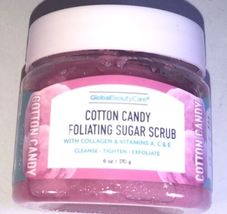 GlobalBeautyCare®
COTTON CANDY
FOLIATING SUGAR SCRUB
WITH COLLAGEN & VITAMINS A, C & E
CLEANSE · TIGHTEN · EXFOLIATE
6 oz / 170 g
COTTON CANDY
COTTON CANDY